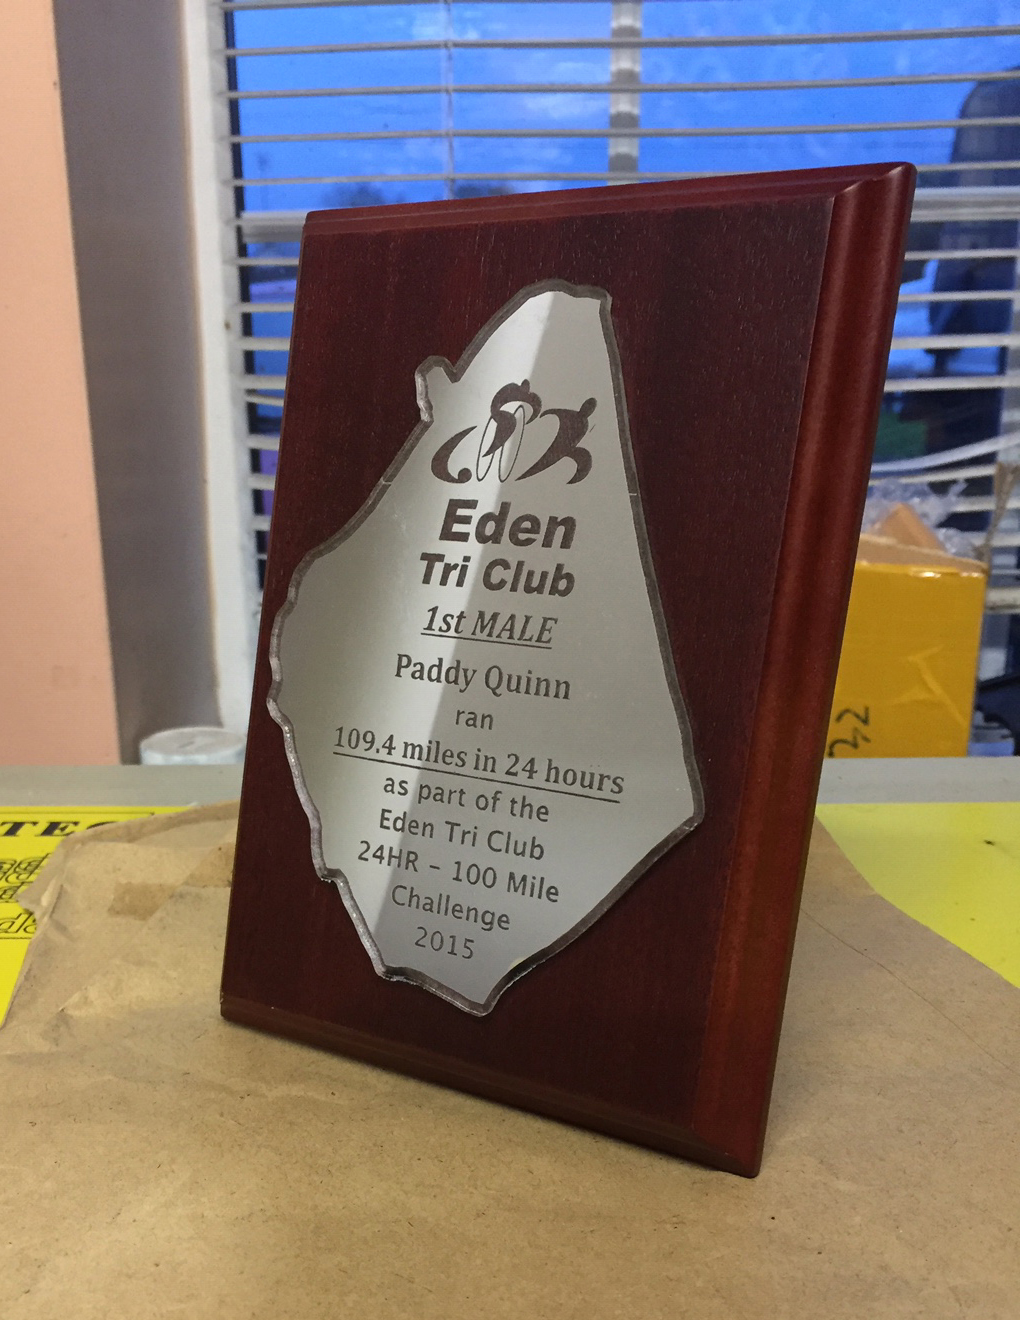 Eden
Tri Club
1st MALE
Paddy Quinn
ran
109.4 miles in 24 hours
as part of the
Eden Tri Club
24HR – 100 Mile
Challenge
2015